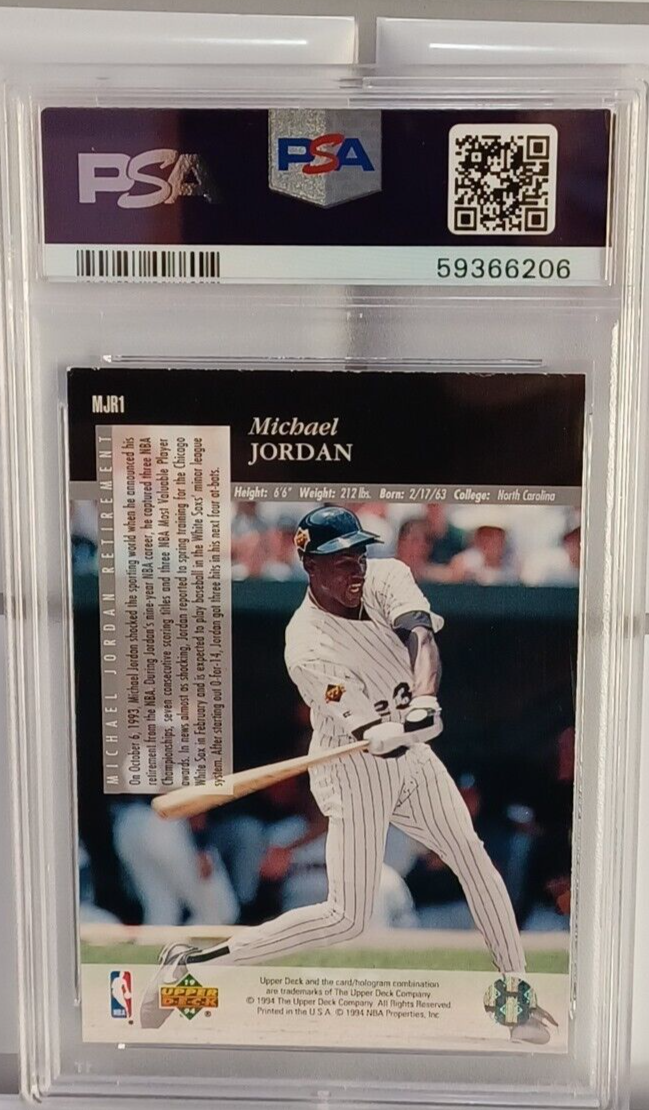 PSA
PSA
59366206
MJR1
Michael
JORDAN
Height: 6'6" Weight: 212 lbs. Born: 2/17/63 College: North Carolina
MICHAEL JORDAN RETIREMENT
On October 6, 1993, Michael Jordan shocked the sporting world when he announced his
retirement from the NBA. During Jordan's nine-year NBA career, he captured three NBA
Championships, seven consecutive scoring titles and three NBA Most Valuable Player
awards. In news almost as shocking, Jordan reported to spring training for the Chicago
White Sox in February and is expected to play baseball in the White Soxs' minor league
system. After starting out 0-for-14, Jordan got three hits in his next four at-bats.
23
NBA
19
UPPER
DECK
94
Upper Deck and the card/hologram combination
are trademarks of The Upper Deck Company.
© 1994 The Upper Deck Company. All Rights Reserved.
Printed in the U.S.A. © 1994 NBA Properties, Inc.